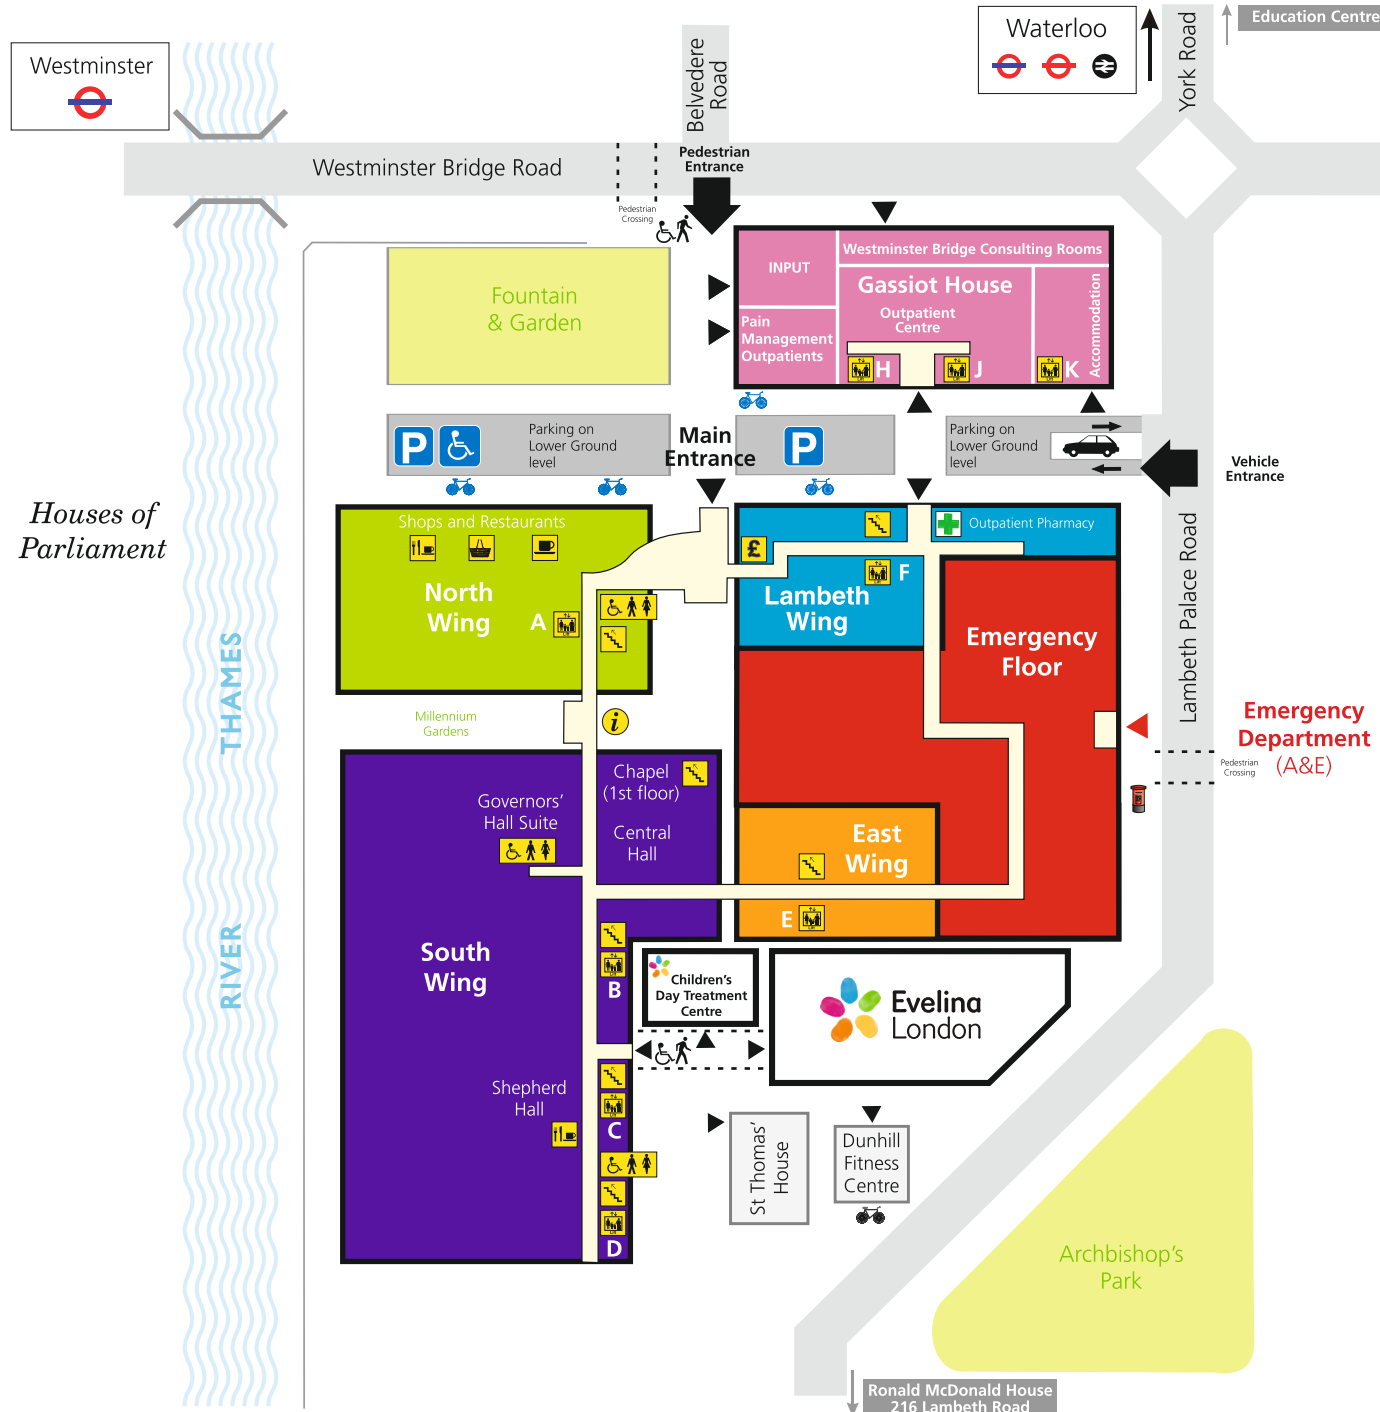 Education Centre
Waterloo
York Road
Westminster
Belvedere
Road
Westminster Bridge Road
Pedestrian
Entrance
Pedestrian
Crossing
Westminster Bridge Consulting Rooms
INPUT
Gassiot House
Outpatient
Centre
Accommodation
Pain
Management
Outpatients
H
J
K
Fountain
& Garden
P
Parking on
Lower Ground
level
Main
Entrance
P
Parking on
Lower Ground
level
Vehicle
Entrance
Houses of
Parliament
Shops and Restaurants
North
Wing
A
£
F
Outpatient Pharmacy
Lambeth
Wing
Emergency
Floor
Lambeth Palace Road
RIVER THAMES
Millennium
Gardens
i
Emergency
Department
(A&E)
Pedestrian
Crossing
Chapel
(1st floor)
Governors’
Hall Suite
Central
Hall
East
Wing
E
South
Wing
B
Children’s
Day Treatment
Centre
Evelina
London
Shepherd
Hall
C
D
St Thomas’
House
Dunhill
Fitness
Centre
Archbishop’s
Park
Ronald McDonald House
216 Lambeth Road